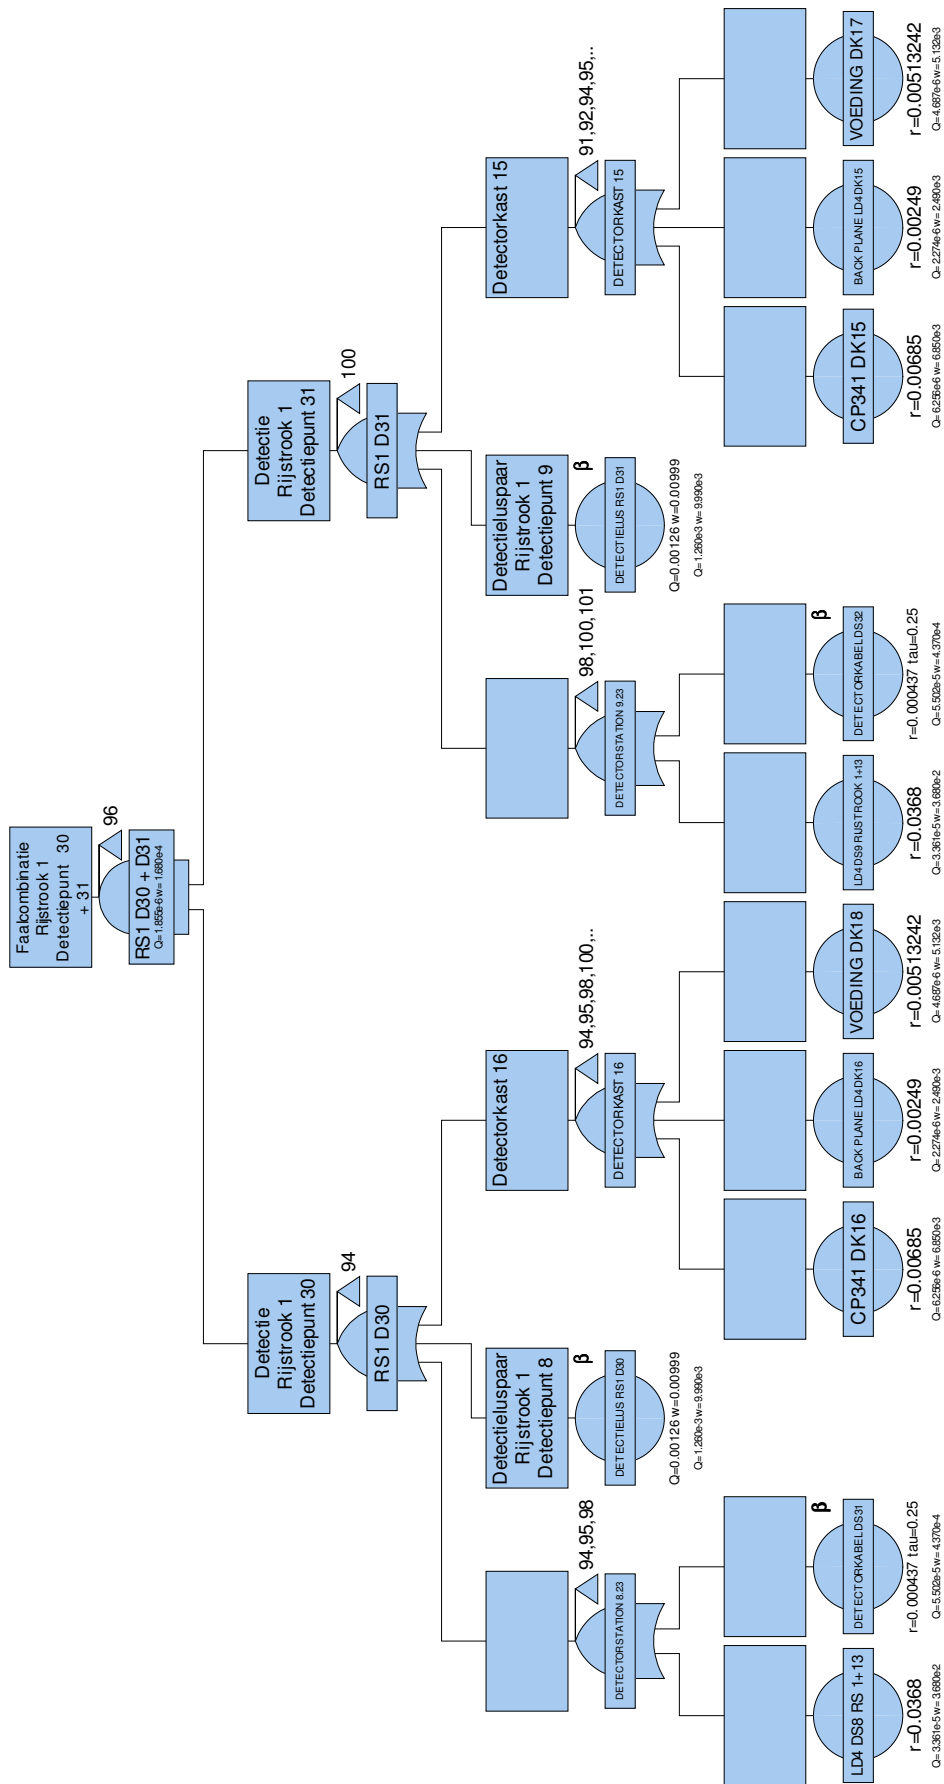 Faalcombinatie
Rijstrook 1
Detectiepunt 30
+ 31
96
RS1 D30 + D31
Q=1.855e-6 w=1.680e-4
Detectie
Rijstrook 1
Detectiepunt 30
94
RS1 D30
Detectie
Rijstrook 1
Detectiepunt 31
100
RS1 D31
94,95,98
DETECTORSTATION 8.23
Detectieluspaar
Rijstrook 1
Detectiepunt 8
β
DETECTIELUS RS1 D30
Q=0.00126 w=0.00999
Q=1.260e-3 w=9.990e-3
Detectorkast 16
94,95,98,100,..
DETECTORKAST 16
98,100,101
DETECTORSTATION 9.23
Detectieluspaar
Rijstrook 1
Detectiepunt 9
β
DETECTIELUS RS1 D31
Q=0.00126 w=0.00999
Q=1.260e-3 w=9.990e-3
Detectorkast 15
91,92,94,95,..
DETECTORKAST 15
LD4 DS8 RS 1+13
r=0.0368
Q=3.361e-5 w=3.680e-2
β
DETECTORKABEL DS31
r=0.000437 tau=0.25
Q=5.502e-5 w=4.370e-4
CP341 DK16
r=0.00685
Q=6.256e-6 w=6.850e-3
BACK PLANE LD4 DK16
r=0.00249
Q=2.274e-6 w=2.490e-3
VOEDING DK18
r=0.00513242
Q=4.687e-6 w=5.132e-3
LD4 DS9 RIJSTROOK 1+13
r=0.0368
Q=3.361e-5 w=3.680e-2
β
DETECTORKABEL DS32
r=0.000437 tau=0.25
Q=5.502e-5 w=4.370e-4
CP341 DK15
r=0.00685
Q=6.256e-6 w=6.850e-3
BACK PLANE LD4 DK15
r=0.00249
Q=2.274e-6 w=2.490e-3
VOEDING DK17
r=0.00513242
Q=4.687e-6 w=5.132e-3